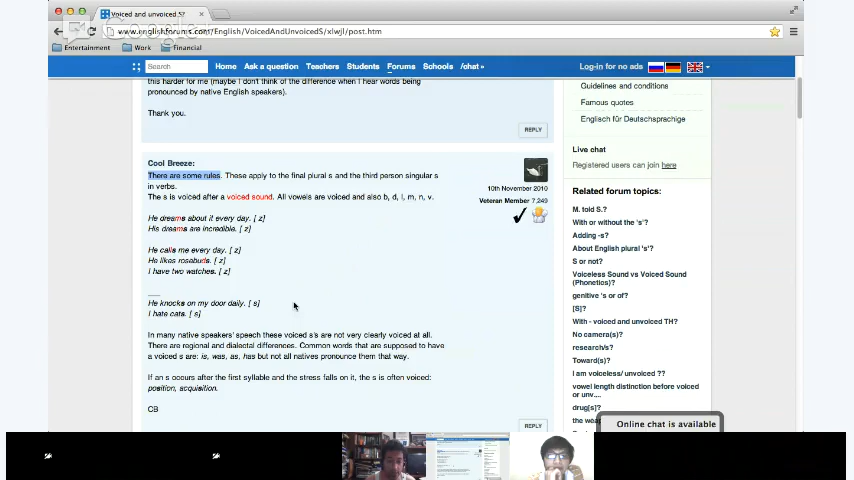 Voiced and unvoiced S?
www.englishforums.com/English/VoicedAndUnvoicedS/xlwjl/post.htm
Entertainment
Work
Financial
Search
Home
Ask a question
Teachers
Students
Forums
Schools
/chat »
Log-in for no ads
this harder for me (maybe I don't think of the difference when I hear words being
pronounced by native English speakers).
Thank you.
REPLY
Cool Breeze:
There are some rules. These apply to the final plural s and the third person singular s
in verbs.
The s is voiced after a voiced sound. All vowels are voiced and also b, d, l, m, n, v.
He dreams about it every day. [ z]
His dreams are incredible. [ z]
He calls me every day. [ z]
He likes rosebuds. [ z]
I have two watches. [ z]
__
He knocks on my door daily. [ s]
I hate cats. [ s]
In many native speakers' speech these voiced s's are not very clearly voiced at all.
There are regional and dialectal differences. Common words that are supposed to have
a voiced s are: is, was, as, has but not all natives pronounce them that way.
If an s occurs after the first syllable and the stress falls on it, the s is often voiced:
position, acquisition.
CB
REPLY
10th November 2010
Veteran Member 7,249
Guidelines and conditions
Famous quotes
Englisch für Deutschsprachige
Live chat
Registered users can join here
Related forum topics:
M. told S.?
With or without the 's'?
Adding -s?
About English plural 's'?
S or not?
Voiceless Sound vs Voiced Sound
(Phonetics)?
genitive 's or of?
[S]?
With - voiced and unvoiced TH?
No camera(s)?
research/s?
Toward(s)?
I am voiceless/ unvoiced ??
vowel length distinction before voiced
or unv....
drug[s]?
Online chat is available